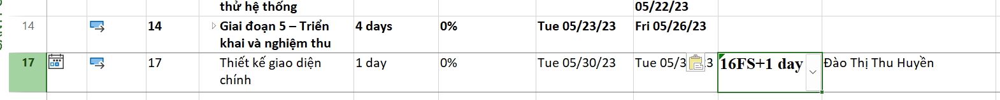 thử hệ thống 05/22/23
14 14 Giai đoạn 5 – Triển 4 days 0% Tue 05/23/23 Fri 05/26/23
khai và nghiệm thu
17 17 Thiết kế giao diện 1 day 0% Tue 05/30/23 Tue 05/3 23 16FS+1 day Đào Thị Thu Huyền
chính